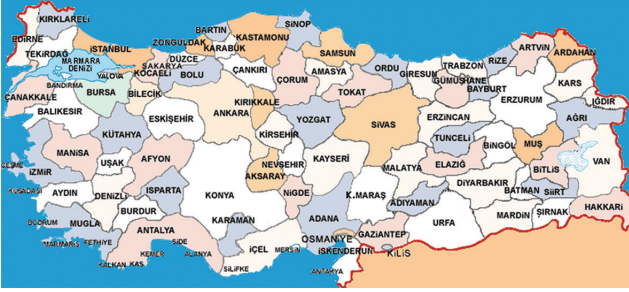 KIRKLARELİ
EDİRNE
TEKİRDAĞ
İSTANBUL
MARMARA
DENİZİ
YALOVA
BANDIRMA
ÇANAKKALE
BALIKESİR
BURSA
BİLECİK
KOCAELİ
SAKARYA
DÜZCE
ZONGULDAK
BARTIN
KARABÜK
KASTAMONU
SİNOP
BOLU
ÇANKIRI
ÇORUM
SAMSUN
AMASYA
TOKAT
ORDU
GİRESUN
TRABZON
GÜMÜŞHANE
BAYBURT
RİZE
ARTVİN
ARDAHAN
KARS
IĞDIR
ERZURUM
AĞRI
ESKİŞEHİR
ANKARA
KIRIKKALE
YOZGAT
SİVAS
ERZİNCAN
TUNCELİ
BİNGÖL
MUŞ
KÜTAHYA
KIRŞEHİR
MANİSA
UŞAK
AFYON
NEVŞEHİR
KAYSERİ
MALATYA
ELAZIĞ
BİTLİS
VAN
ÇEŞME
İZMİR
KUŞADASI
AYDIN
DENİZLİ
ISPARTA
KONYA
AKSARAY
NİĞDE
K.MARAŞ
ADIYAMAN
DİYARBAKIR
BATMAN
SİİRT
HAKKARİ
BODRUM
MUĞLA
BURDUR
ANTALYA
KARAMAN
ADANA
GAZİANTEP
URFA
MARDİN
ŞIRNAK
MARMARİS
FETHİYE
KALKAN
KAŞ
KEMER
SİDE
ALANYA
İÇEL
MERSİN
SİLİFKE
OSMANİYE
İSKENDERUN
KİLİS
ANTAKYA